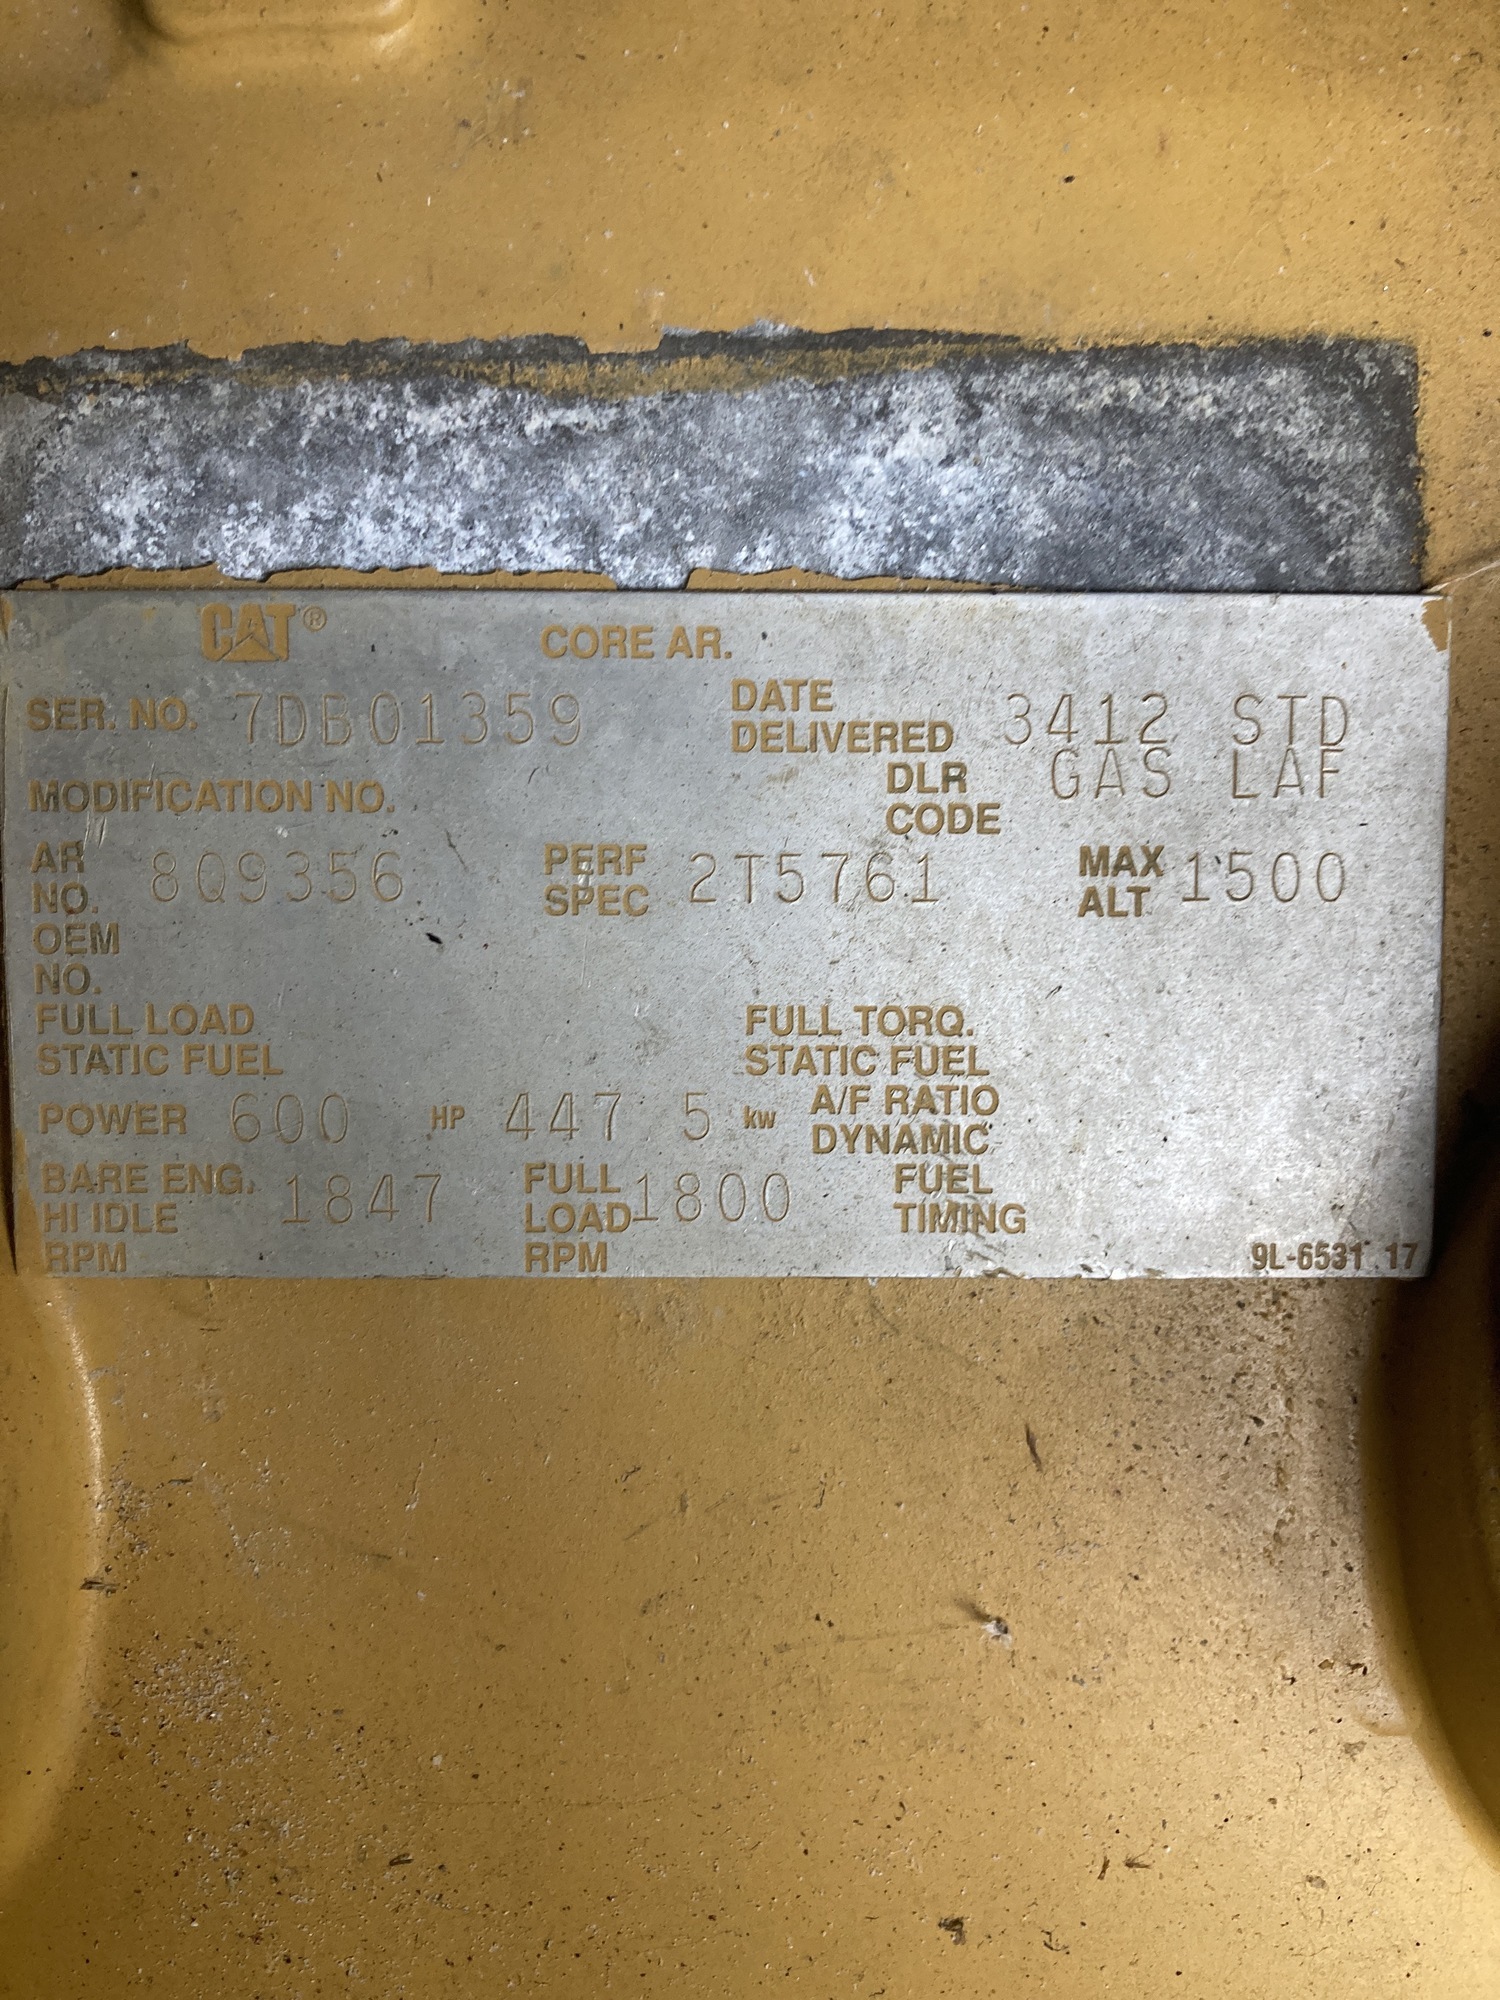 CAT® CORE AR.
SER. NO. 7DB01359 DATE DELIVERED 3412 STD
MODIFICATION NO. DLR CODE GAS LAF
AR NO. 8Q9356 PERF SPEC 2T5761 MAX ALT 1500
OEM NO.
FULL LOAD STATIC FUEL FULL TORQ. STATIC FUEL
POWER 600 HP 447 5 kw A/F RATIO DYNAMIC
BARE ENG. HI IDLE RPM 1847 FULL LOAD RPM 1800 FUEL TIMING
9L-6531 17